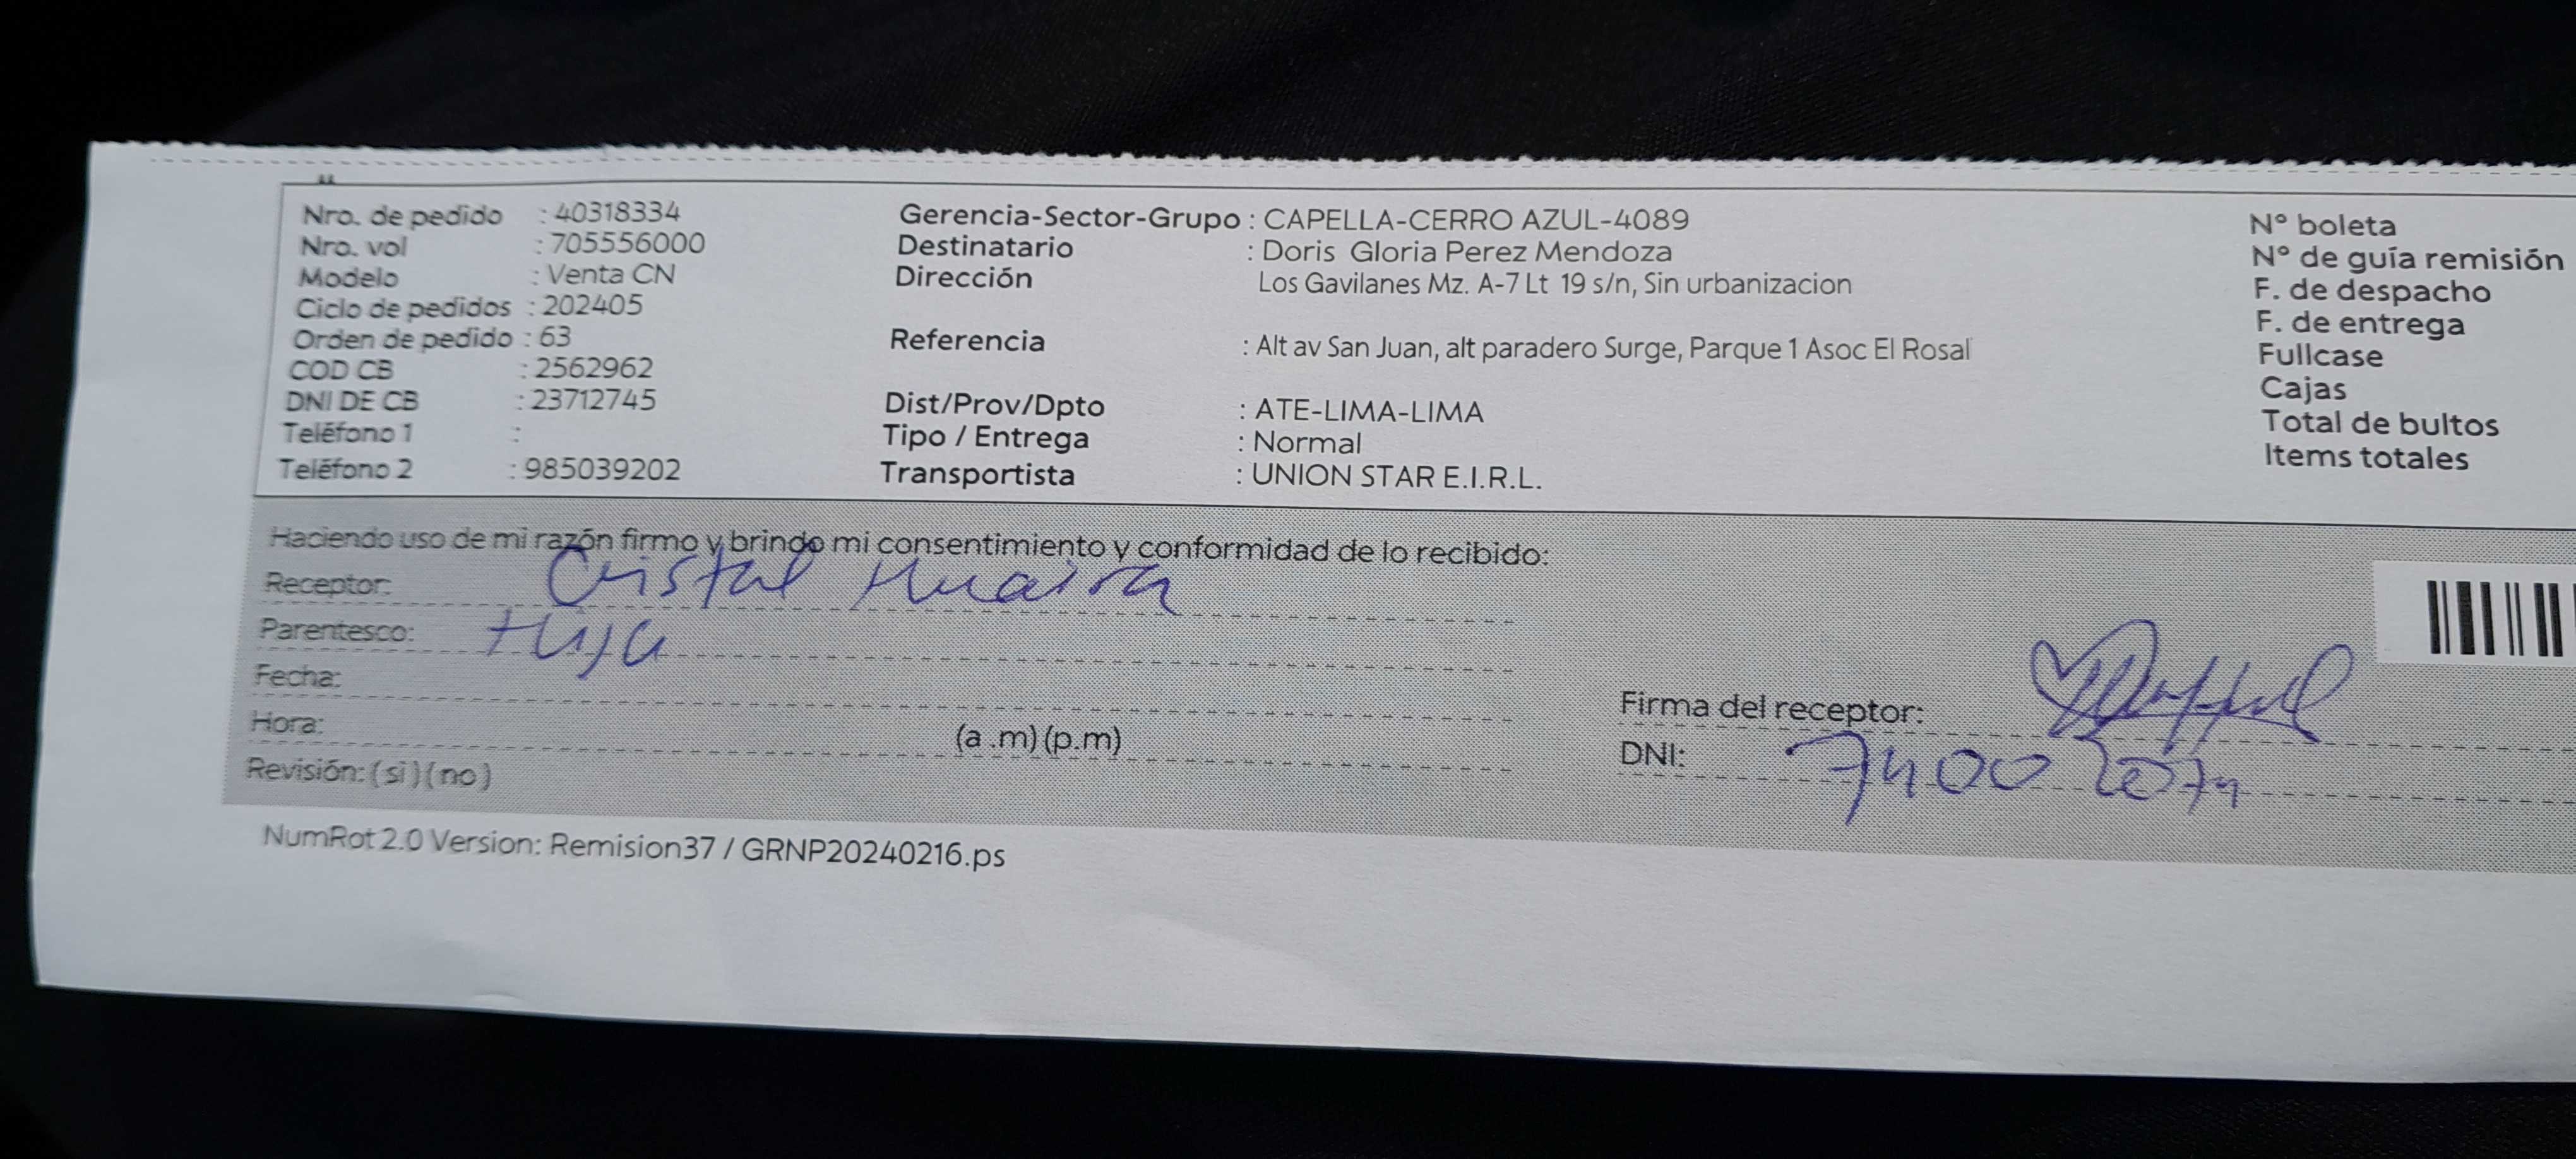 Nro. de pedido : 40318334
Nro. vol : 705556000
Modelo : Venta CN
Ciclo de pedidos : 202405
Orden de pedido : 63
COD CB : 2562962
DNI DE CB : 23712745
Teléfono 1 :
Teléfono 2 : 985039202
Gerencia-Sector-Grupo : CAPELLA-CERRO AZUL-4089
Destinatario : Doris Gloria Perez Mendoza
Dirección Los Gavilanes Mz. A-7 Lt 19 s/n, Sin urbanizacion
Referencia : Alt av San Juan, alt paradero Surge, Parque 1 Asoc El Rosal
Dist/Prov/Dpto : ATE-LIMA-LIMA
Tipo / Entrega : Normal
Transportista : UNION STAR E.I.R.L.
N° boleta
N° de guía remisión
F. de despacho
F. de entrega
Fullcase
Cajas
Total de bultos
Items totales
Haciendo uso de mi razón firmo y brindo mi consentimiento y conformidad de lo recibido:
Receptor: Cristal
Parentesco: Hija
Fecha:
Hora: (a .m) (p.m)
Revisión: ( si ) ( no )
Firma del receptor:
DNI:
NumRot 2.0 Version: Remision37 / GRNP20240216.ps